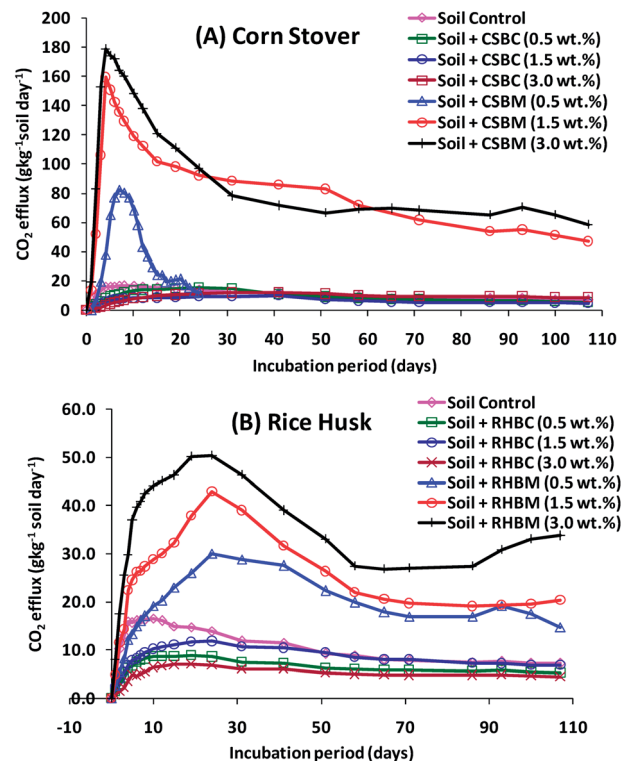 (A) Corn Stover
Soil Control
Soil + CSBC (0.5 wt.%)
Soil + CSBC (1.5 wt.%)
Soil + CSBC (3.0 wt.%)
Soil + CSBM (0.5 wt.%)
Soil + CSBM (1.5 wt.%)
Soil + CSBM (3.0 wt.%)
CO2 efflux (gkg-1soil day-1)
200
180
160
140
120
100
80
60
40
20
0
0 10 20 30 40 50 60 70 80 90 100 110
Incubation period (days)
(B) Rice Husk
Soil Control
Soil + RHBC (0.5 wt.%)
Soil + RHBC (1.5 wt.%)
Soil + RHBC (3.0 wt.%)
Soil + RHBM (0.5 wt.%)
Soil + RHBM (1.5 wt.%)
Soil + RHBM (3.0 wt.%)
CO2 efflux (gkg-1 soil day-1)
60.0
50.0
40.0
30.0
20.0
10.0
0.0
-10 10 30 50 70 90 110
Incubation period (days)